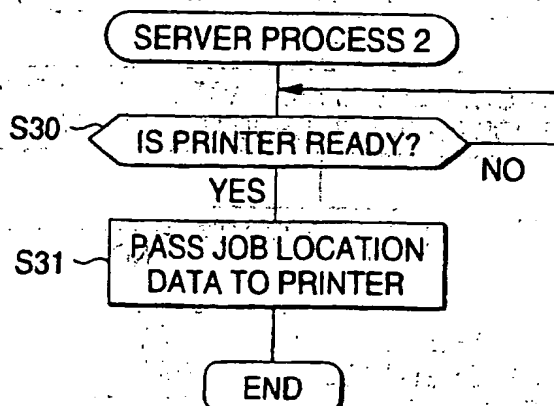 SERVER PROCESS 2
S30
IS PRINTER READY?
NO
YES
S31
PASS JOB LOCATION
DATA TO PRINTER
END